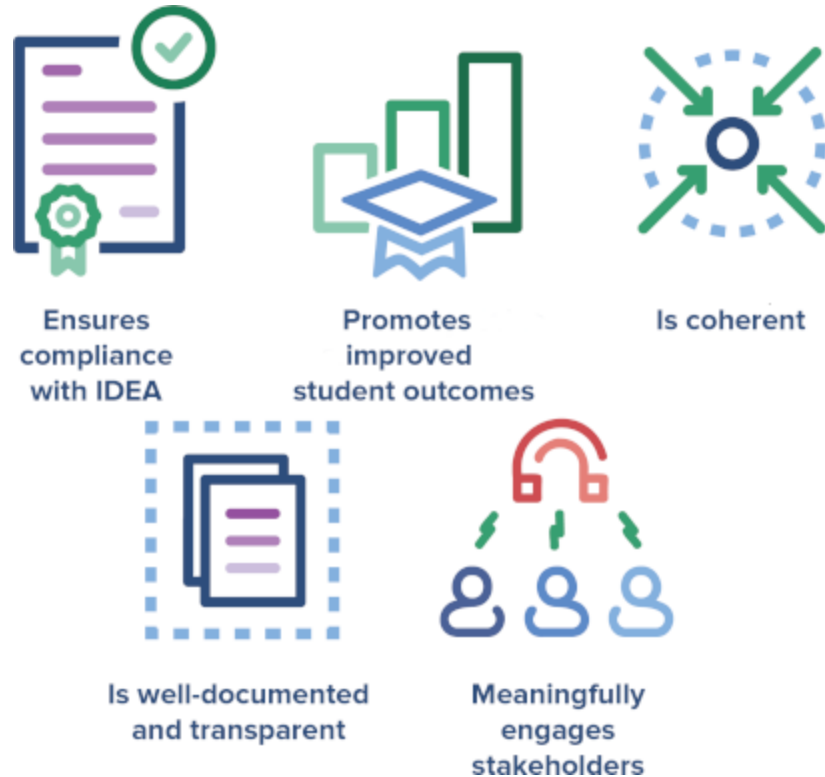 Ensures
compliance
with IDEA
Promotes
improved
student outcomes
Is coherent
Is well-documented
and transparent
Meaningfully
engages
stakeholders